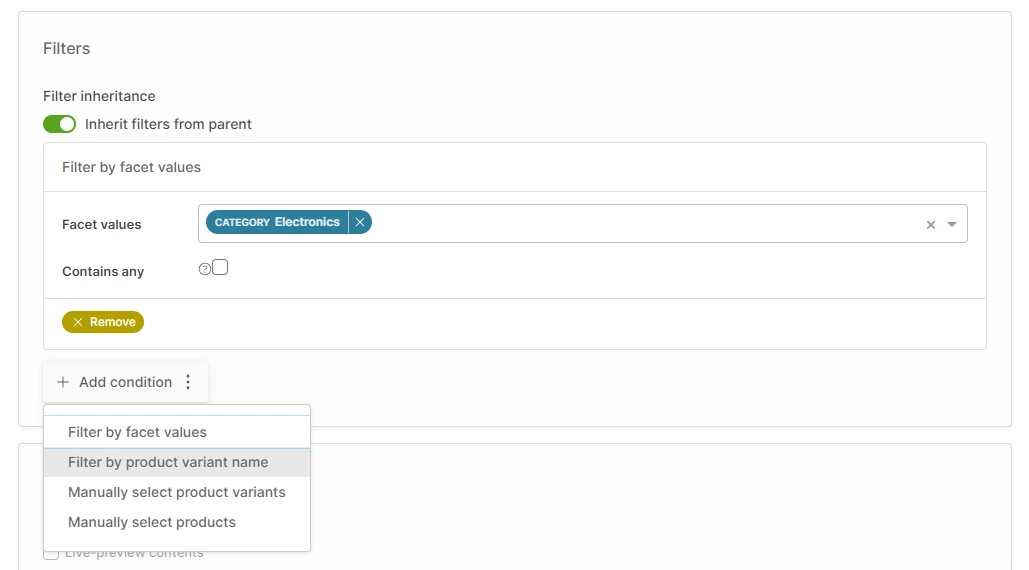 Filters
Filter inheritance
Inherit filters from parent
Filter by facet values
Facet values
CATEGORY Electronics
Contains any
Remove
Add condition
Filter by facet values
Filter by product variant name
Manually select product variants
Manually select products
Live-preview contents